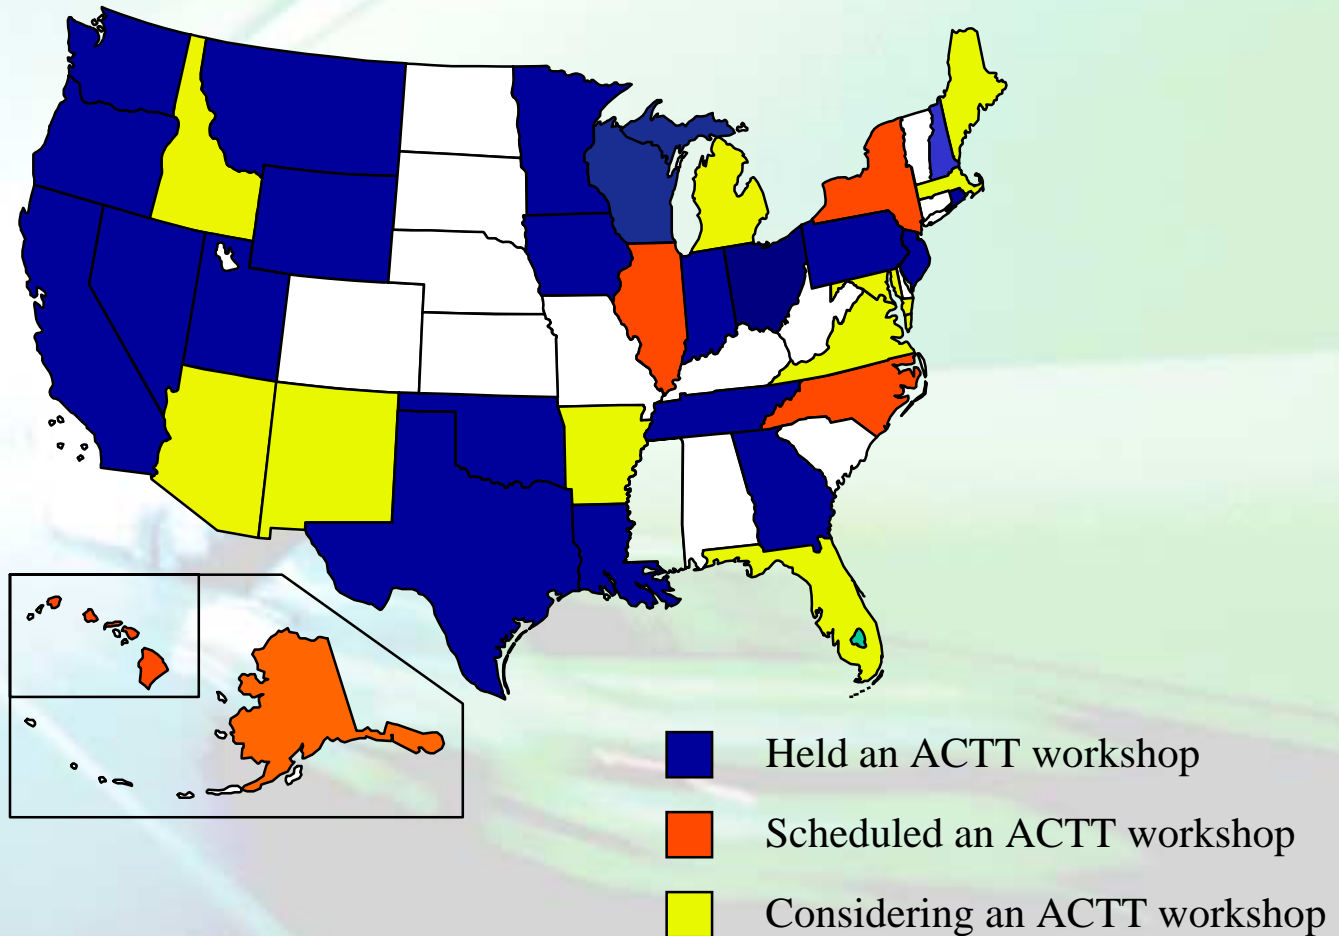 Held an ACTT workshop
Scheduled an ACTT workshop
Considering an ACTT workshop